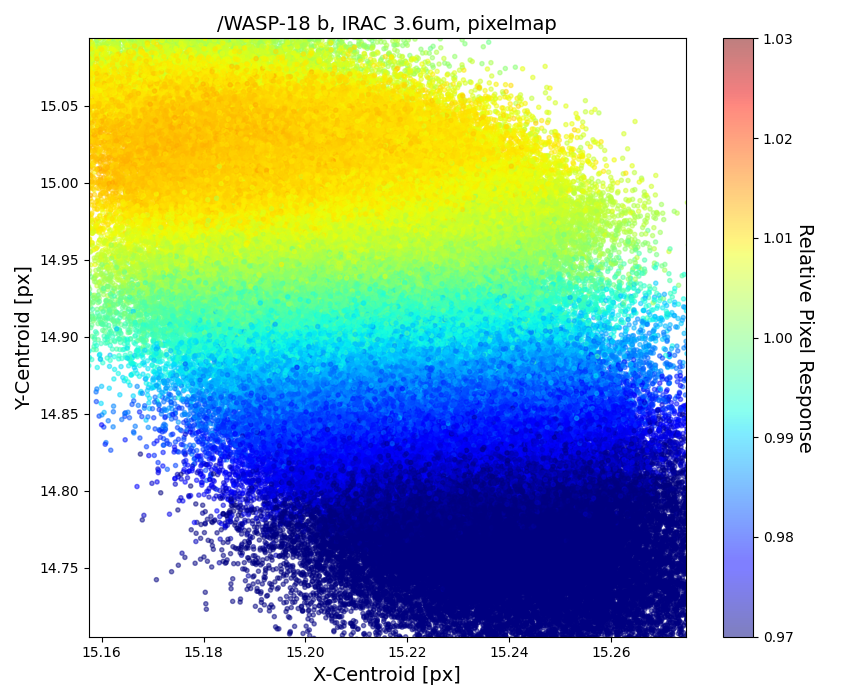 /WASP-18 b, IRAC 3.6um, pixelmap
15.05
15.00
14.95
14.90
14.85
14.80
14.75
Y-Centroid [px]
15.16 15.18 15.20 15.22 15.24 15.26
X-Centroid [px]
1.03
1.02
1.01
1.00
0.99
0.98
0.97
Relative Pixel Response